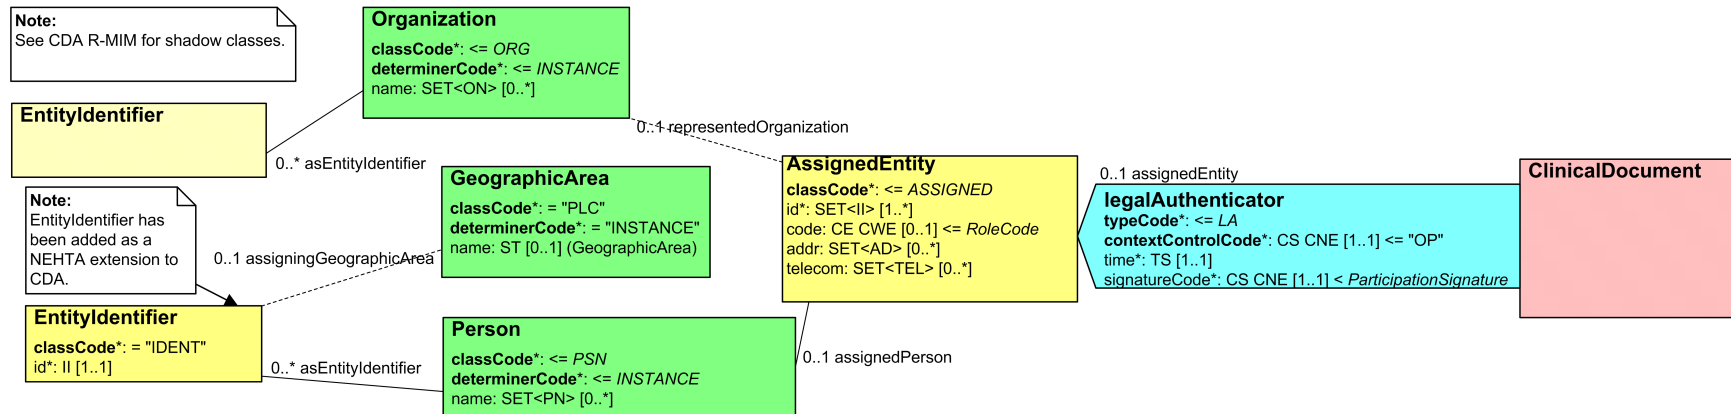 Note:
See CDA R-MIM for shadow classes.
Organization
classCode*: <= ORG
determinerCode*: <= INSTANCE
name: SET<ON> [0..*]
EntityIdentifier
0..* asEntityIdentifier
0..1 representedOrganization
GeographicArea
classCode*: = "PLC"
determinerCode*: = "INSTANCE"
name: ST [0..1] (GeographicArea)
AssignedEntity
classCode*: <= ASSIGNED
id*: SET<II> [1..*]
code: CE CWE [0..1] <= RoleCode
addr: SET<AD> [0..*]
telecom: SET<TEL> [0..*]
0..1 assignedEntity
legalAuthenticator
typeCode*: <= LA
contextControlCode*: CS CNE [1..1] <= "OP"
time*: TS [1..1]
signatureCode*: CS CNE [1..1] < ParticipationSignature
ClinicalDocument
Note:
EntityIdentifier has
been added as a
NEHTA extension to
CDA.
0..1 assigningGeographicArea
EntityIdentifier
classCode*: = "IDENT"
id*: II [1..1]
0..* asEntityIdentifier
Person
classCode*: <= PSN
determinerCode*: <= INSTANCE
name: SET<PN> [0..*]
0..1 assignedPerson